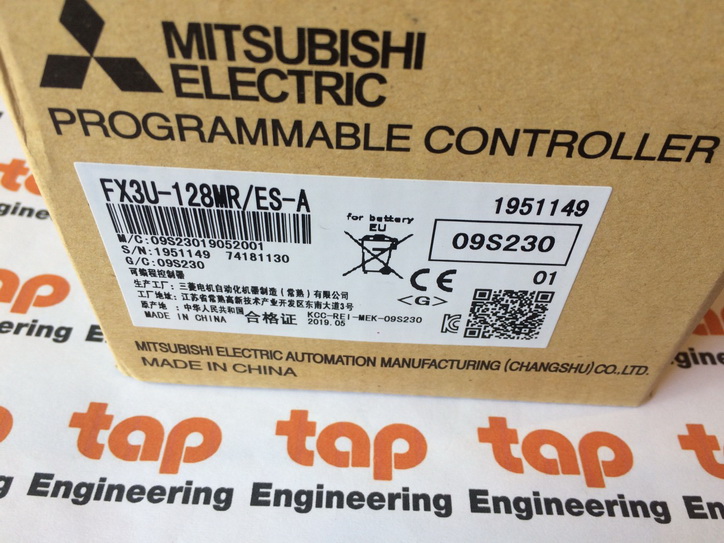 MITSUBISHI
ELECTRIC
PROGRAMMABLE CONTROLLER
FX3U-128MR/ES-A
1951149
for battery
EU
09S230
M/C:09S23019052001
S/N:1951149 74181130
G/C:09S230
CE
01
<G>
可编程控制器
生产工厂: 三菱电机自动化机器制造(常熟)有限公司
工厂地址: 江苏省常熟高新技术产业开发区东南大道3号
原产地: 中华人民共和国
MADE IN CHINA
合格证
KCC-REI-MEK-09S230
2019.05
MITSUBISHI ELECTRIC AUTOMATION MANUFACTURING (CHANGSHU) CO.,LTD.
MADE IN CHINA
tap
Engineering
tap
Engineering
tap
Engineering
tap
Engineering